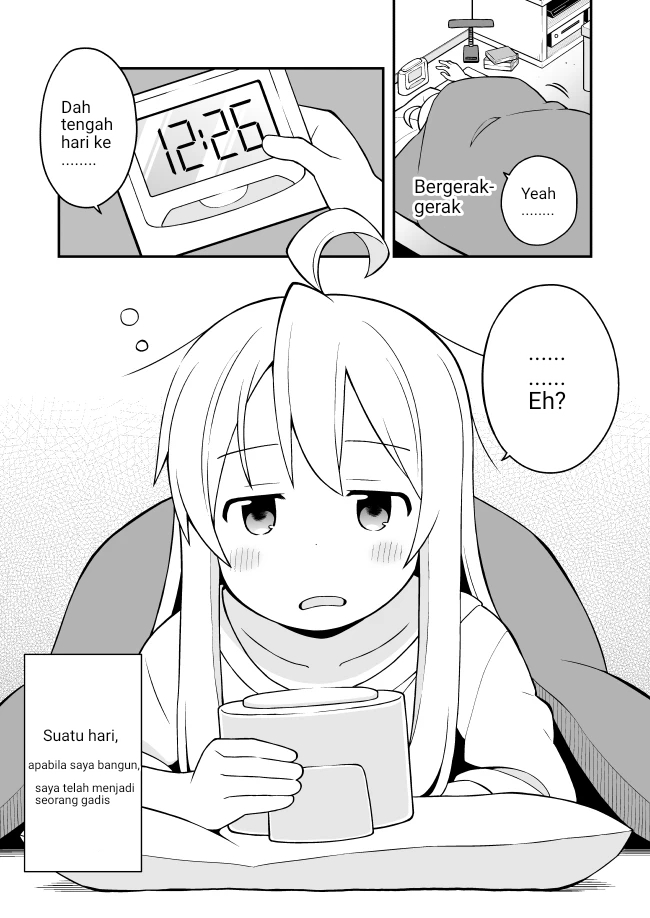 Bergerak-
gerak
Yeah
........
Dah
tengah
hari ke
........
12:26
......
......
Eh?
Suatu hari,
apabila saya bangun,
saya telah menjadi
seorang gadis